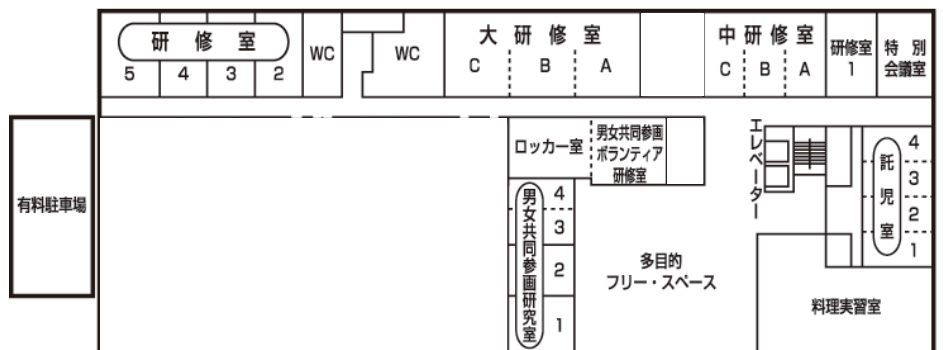 研修室
5 4 3 2
WC
WC
大研修室
C B A
中研修室
C B A
研修室
1
特別
会議室
有料駐車場
ロッカー室
男女共同参画
ボランティア
研修室
エレベーター
託児室
4
3
2
1
男女共同参画研究室
4
3
2
1
多目的
フリー・スペース
料理実習室